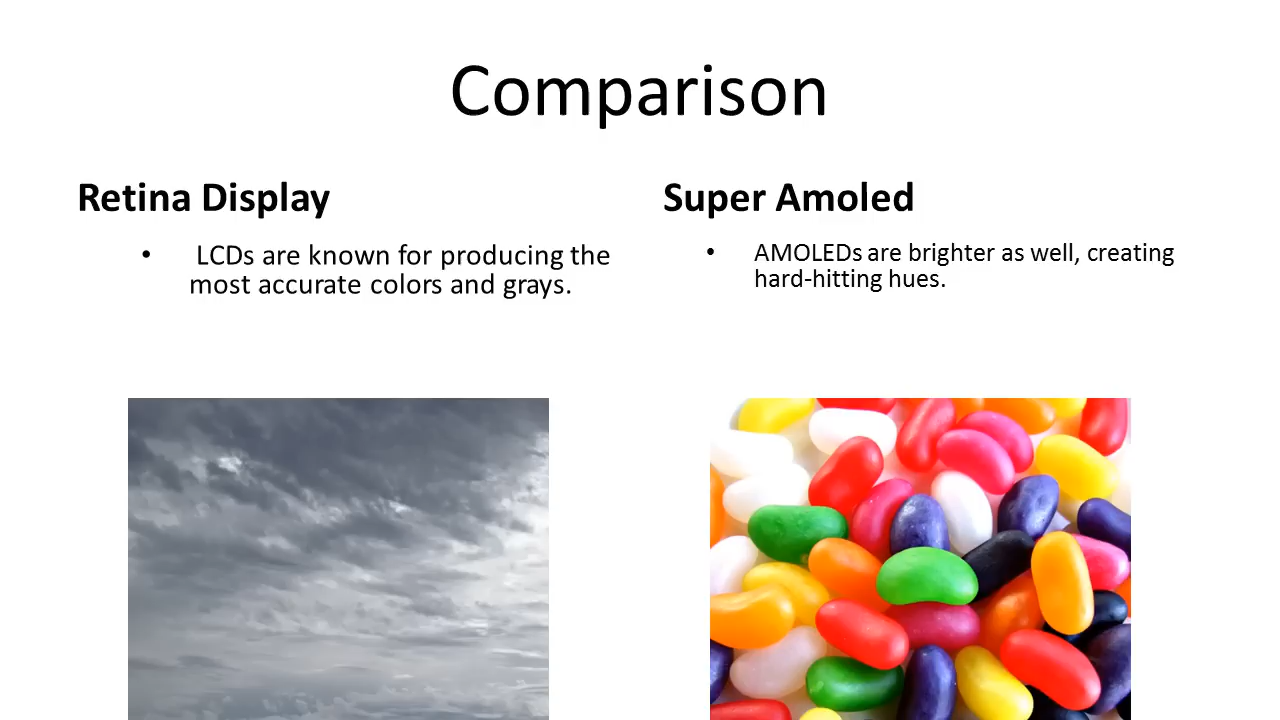 Comparison
Retina Display
• LCDs are known for producing the
most accurate colors and grays.
Super Amoled
• AMOLEDs are brighter as well, creating
hard-hitting hues.